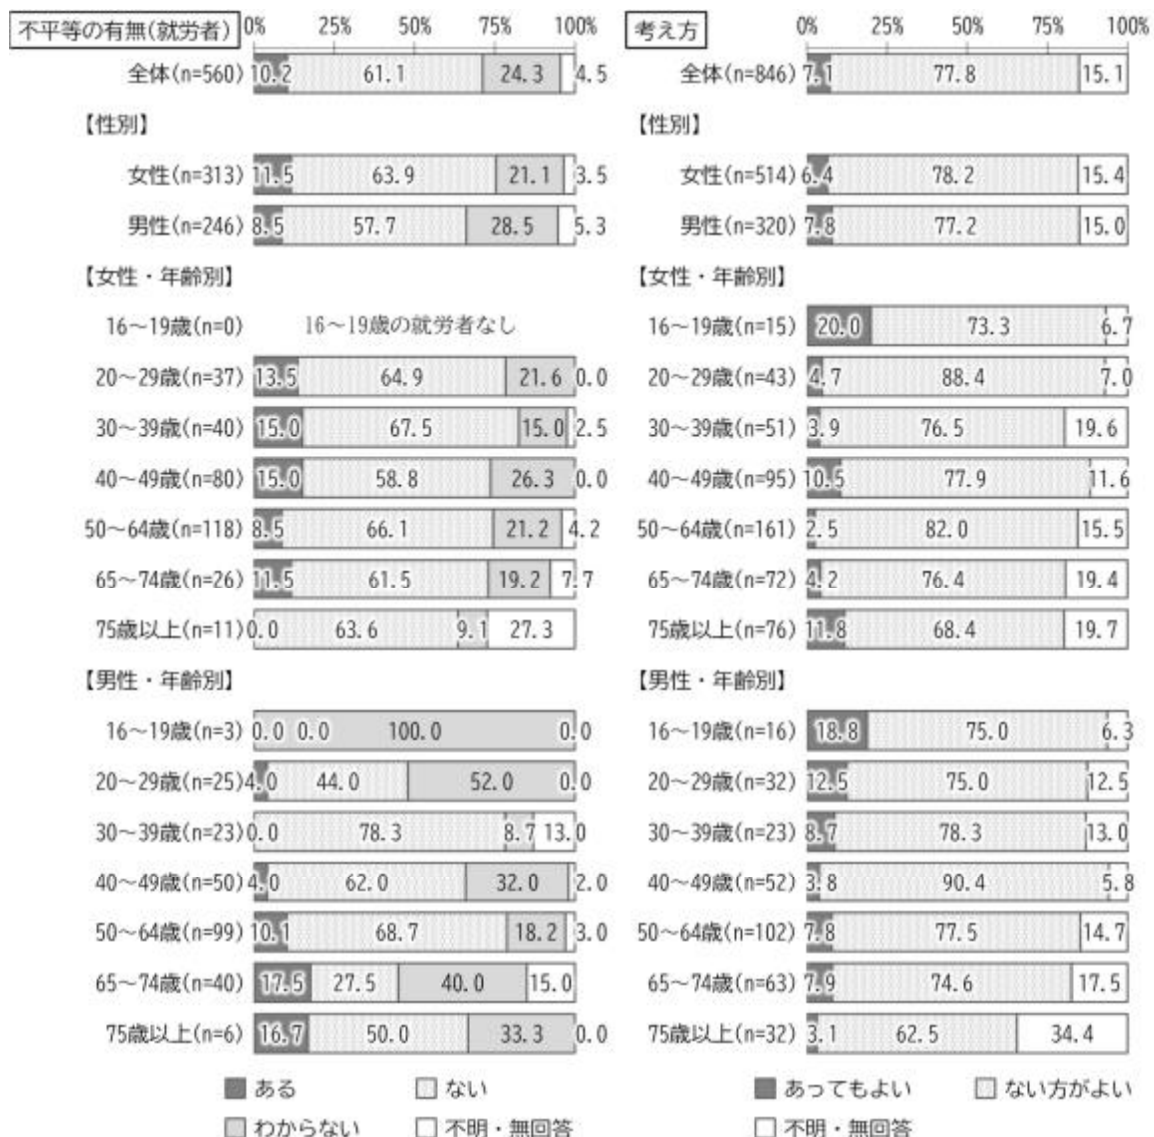 不平等の有無(就労者)
0% 25% 50% 75% 100%
全体(n=560) 10.2 61.1 24.3 4.5
【性別】
女性(n=313) 11.5 63.9 21.1 3.5
男性(n=246) 8.5 57.7 28.5 5.3
【女性・年齢別】
16～19歳(n=0) 16～19歳の就労者なし
20～29歳(n=37) 13.5 64.9 21.6 0.0
30～39歳(n=40) 15.0 67.5 15.0 2.5
40～49歳(n=80) 15.0 58.8 26.3 0.0
50～64歳(n=118) 8.5 66.1 21.2 4.2
65～74歳(n=26) 11.5 61.5 19.2 7.7
75歳以上(n=11) 0.0 63.6 9.1 27.3
【男性・年齢別】
16～19歳(n=3) 0.0 0.0 100.0 0.0
20～29歳(n=25) 4.0 44.0 52.0 0.0
30～39歳(n=23) 0.0 78.3 8.7 13.0
40～49歳(n=50) 4.0 62.0 32.0 2.0
50～64歳(n=99) 10.1 68.7 18.2 3.0
65～74歳(n=40) 17.5 27.5 40.0 15.0
75歳以上(n=6) 16.7 50.0 33.3 0.0
ある ない
わからない 不明・無回答
考え方
0% 25% 50% 75% 100%
全体(n=846) 7.1 77.8 15.1
【性別】
女性(n=514) 6.4 78.2 15.4
男性(n=320) 7.8 77.2 15.0
【女性・年齢別】
16～19歳(n=15) 20.0 73.3 6.7
20～29歳(n=43) 4.7 88.4 7.0
30～39歳(n=51) 3.9 76.5 19.6
40～49歳(n=95) 10.5 77.9 11.6
50～64歳(n=161) 2.5 82.0 15.5
65～74歳(n=72) 4.2 76.4 19.4
75歳以上(n=76) 11.8 68.4 19.7
【男性・年齢別】
16～19歳(n=16) 18.8 75.0 6.3
20～29歳(n=32) 12.5 75.0 12.5
30～39歳(n=23) 8.7 78.3 13.0
40～49歳(n=52) 3.8 90.4 5.8
50～64歳(n=102) 7.8 77.5 14.7
65～74歳(n=63) 7.9 74.6 17.5
75歳以上(n=32) 3.1 62.5 34.4
あってもよい ない方がよい
不明・無回答